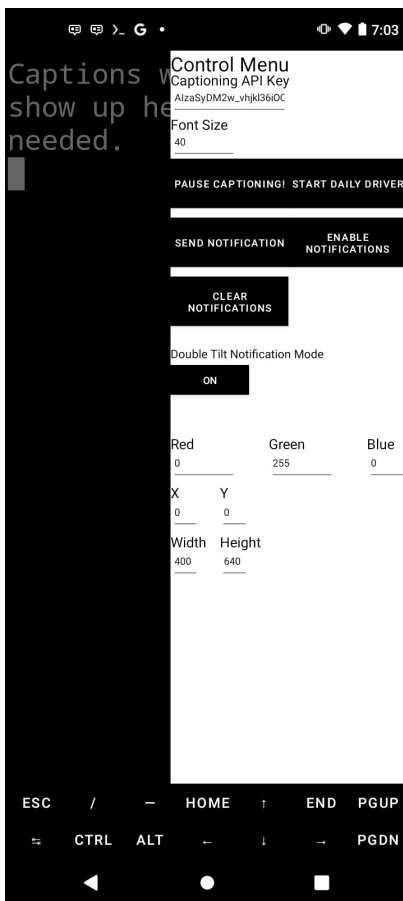 7:03
Captions w
show up he
needed.
Control Menu
Captioning API Key
AIzaSyDM2w_vhjkl36iOC
Font Size
40
PAUSE CAPTIONING! START DAILY DRIVER
SEND NOTIFICATION ENABLE NOTIFICATIONS
CLEAR
NOTIFICATIONS
Double Tilt Notification Mode
ON
Red Green Blue
0 255 0
X Y
0 0
Width Height
400 640
ESC / — HOME ↑ END PGUP
↹ CTRL ALT ← ↓ → PGDN